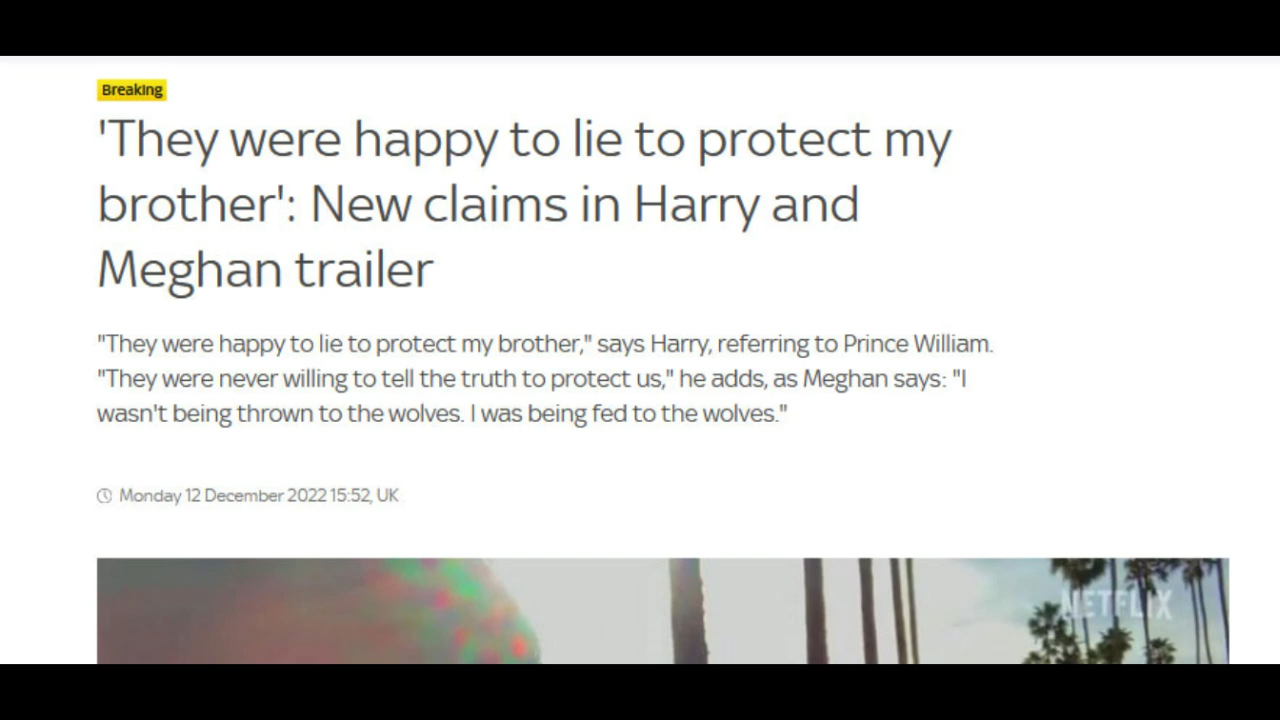 Breaking
'They were happy to lie to protect my
brother': New claims in Harry and
Meghan trailer
"They were happy to lie to protect my brother," says Harry, referring to Prince William.
"They were never willing to tell the truth to protect us," he adds, as Meghan says: "I
wasn't being thrown to the wolves. I was being fed to the wolves."
Monday 12 December 2022 15:52, UK
NETFLIX